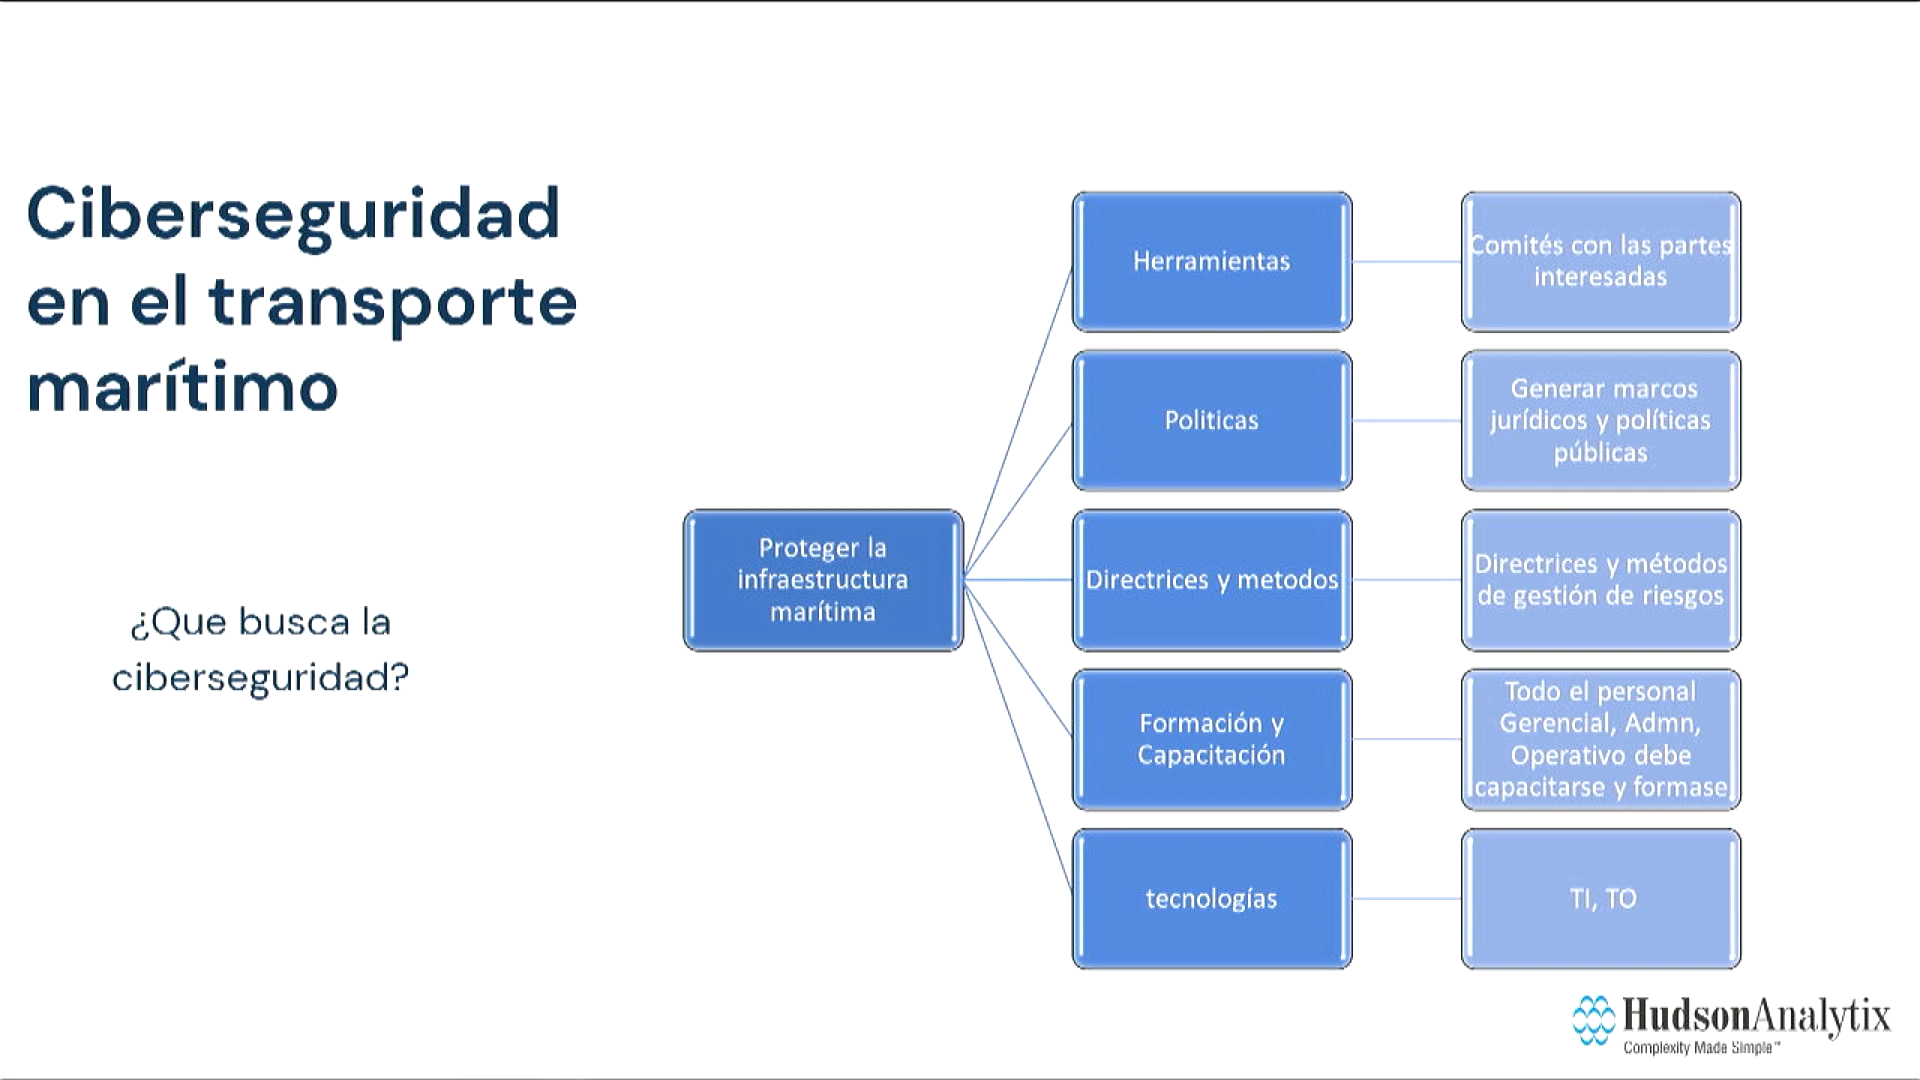 Ciberseguridad
en el transporte
marítimo
¿Que busca la
ciberseguridad?
Proteger la
infraestructura
marítima
Herramientas
Comités con las partes
interesadas
Politicas
Generar marcos
jurídicos y políticas
públicas
Directrices y metodos
Directrices y métodos
de gestión de riesgos
Formación y
Capacitación
Todo el personal
Gerencial, Admn,
Operativo debe
capacitarse y formase
tecnologías
TI, TO
HudsonAnalytix
Complexity Made Simple™